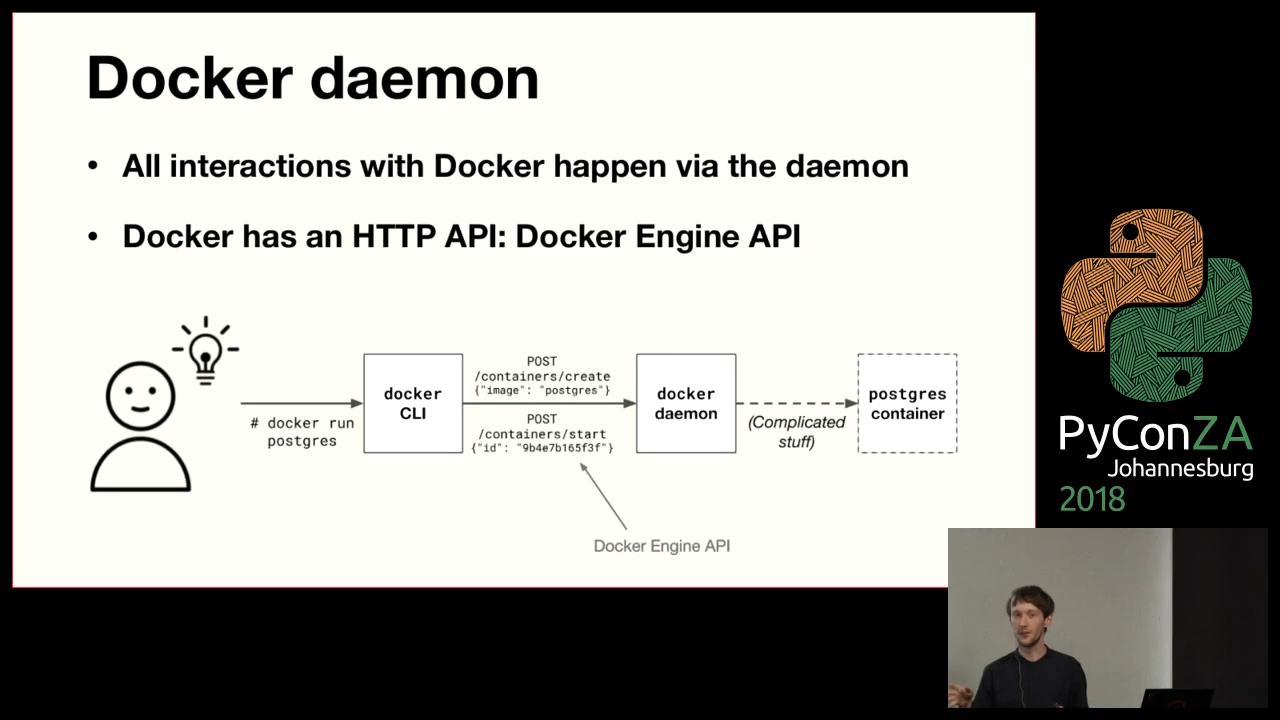 Docker daemon
• All interactions with Docker happen via the daemon
• Docker has an HTTP API: Docker Engine API
# docker run
postgres
docker
CLI
POST
/containers/create
{"image": "postgres"}
POST
/containers/start
{"id": "9b4e7b165f3f"}
docker
daemon
(Complicated
stuff)
postgres
container
Docker Engine API
PyConZA
Johannesburg
2018